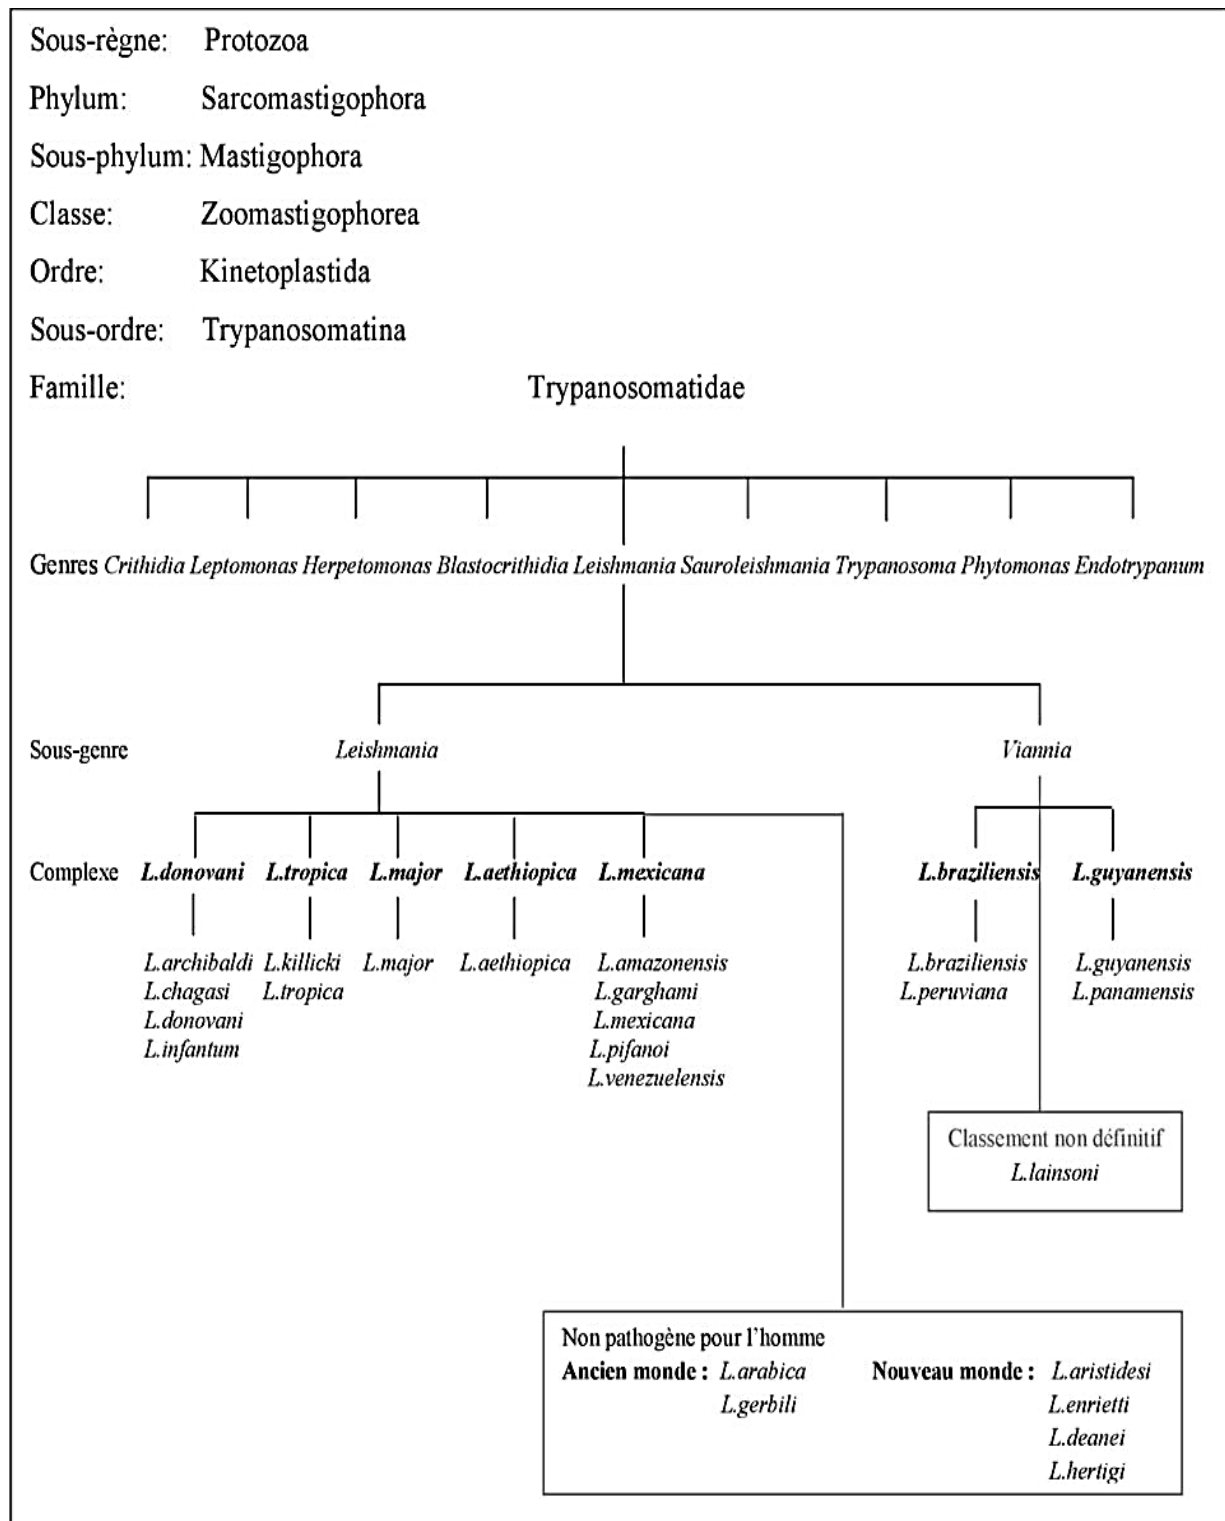 Sous-règne: Protozoa
Phylum: Sarcomastigophora
Sous-phylum: Mastigophora
Classe: Zoomastigophorea
Ordre: Kinetoplastida
Sous-ordre: Trypanosomatina
Famille: Trypanosomatidae
Genres Crithidia Leptomonas Herpetomonas Blastocrithidia Leishmania Sauroleishmania Trypanosoma Phytomonas Endotrypanum
Sous-genre Leishmania Viannia
Complexe L.donovani L.tropica L.major L.aethiopica L.mexicana L.braziliensis L.guyanensis
L.archibaldi L.killicki L.major L.aethiopica L.amazonensis L.braziliensis L.guyanensis
L.chagasi L.tropica L.garghami L.peruviana L.panamensis
L.donovani L.mexicana
L.infantum L.pifanoi
L.venezuelensis
Classement non définitif
L.lainsoni
Non pathogène pour l'homme
Ancien monde : L.arabica Nouveau monde : L.aristidesi
L.gerbili L.enrietti
L.deanei
L.hertigi